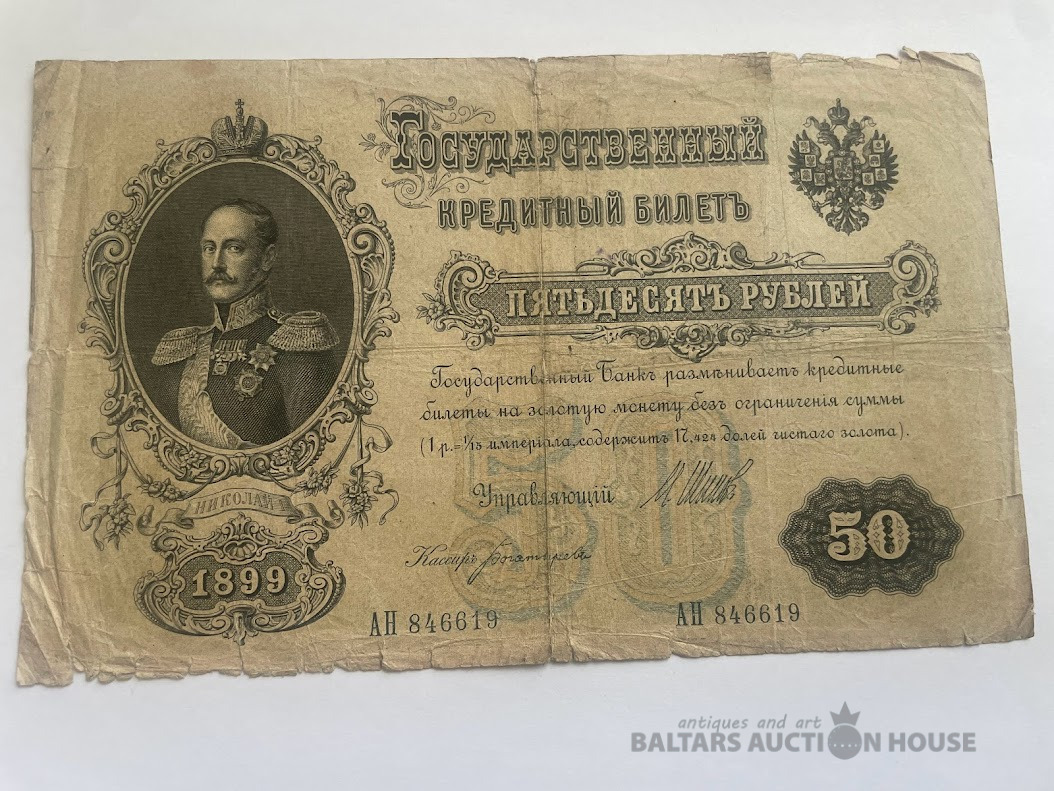 Государственный
кредитный билетъ
пятьдесятъ рублей
Государственный Банкъ размѣниваетъ кредитные
билеты на золотую монету безъ ограниченія суммы
(1 р.=1/15 имперіала, содержитъ 17,424 долей чистаго золота).
Управляющій
Кассиръ
50
НИКОЛАЙ I
1899
50
АН 846619
АН 846619
antiques and art
BALTARS AUCTION HOUSE